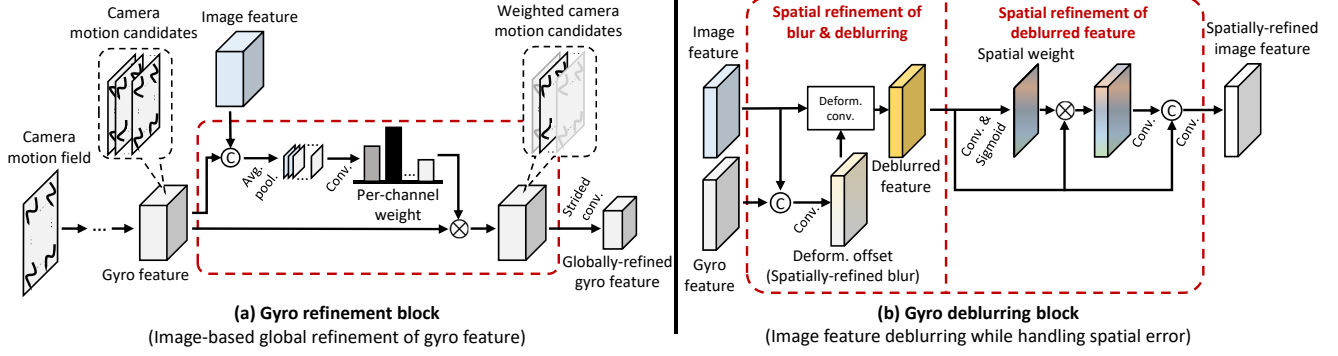 Camera
motion candidates
Image feature
Weighted camera
motion candidates
Camera
motion field
C
Avg.
pool.
...
Conv.
...
Per-channel
weight
Strided
conv.
...
Gyro feature
Globally-refined
gyro feature
(a) Gyro refinement block
(Image-based global refinement of gyro feature)
Spatial refinement of
blur & deblurring
Spatial refinement of
deblurred feature
Image
feature
Spatial weight
Spatially-refined
image feature
Deform.
conv.
Conv. &
Sigmoid
Conv.
C
Conv.
Deblurred
feature
C
Conv.
Gyro
feature
Deform. offset
(Spatially-refined blur)
(b) Gyro deblurring block
(Image feature deblurring while handling spatial error)